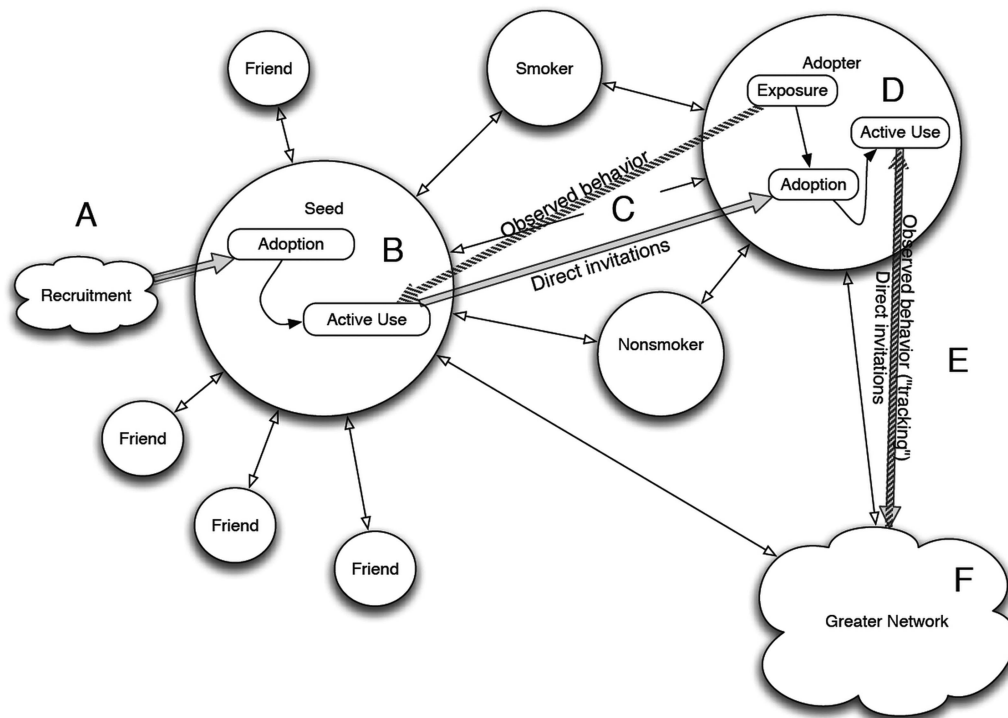 Friend
Smoker
Adopter
Exposure
D
Active Use
A
Seed
Adoption
B
Observed behavior
C
Adoption
Direct invitations
Recruitment
Active Use
Nonsmoker
Observed behavior ("tracking")
Direct invitations
E
Friend
Friend
Friend
F
Greater Network